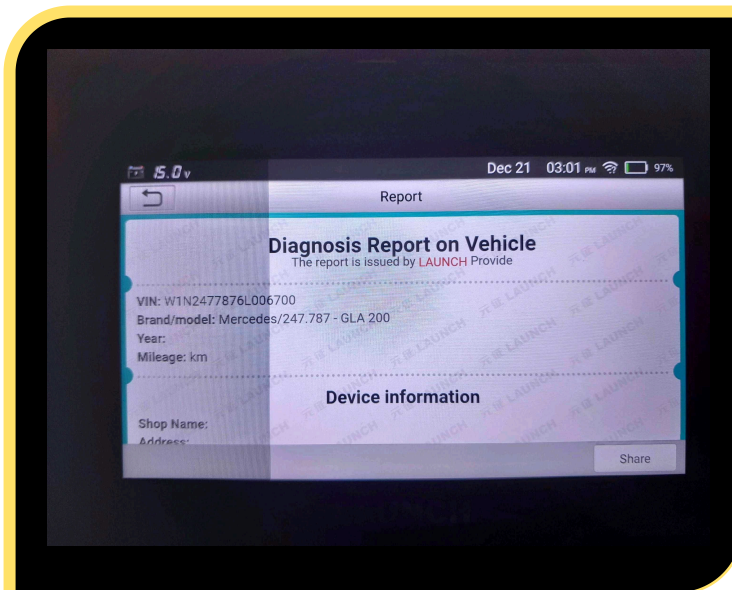 15.0 v Dec 21 03:01 PM 97%
Report
Diagnosis Report on Vehicle
The report is issued by LAUNCH Provide
VIN: W1N2477876L006700
Brand/model: Mercedes/247.787 - GLA 200
Year:
Mileage: km
Device information
Shop Name:
Address:
Share